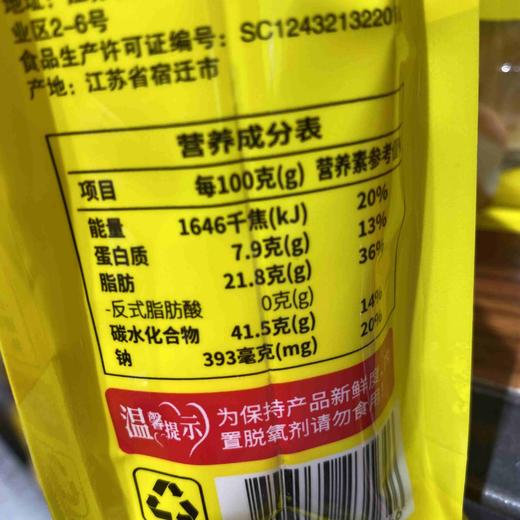 业区2-6号
食品生产许可证编号: SC1243213220
产地: 江苏省宿迁市
营养成分表
项目 每100克(g) 营养素参考值
能量 1646千焦(kJ) 20%
蛋白质 7.9克(g) 13%
脂肪 21.8克(g) 36%
-反式脂肪酸 0克(g)
碳水化合物 41.5克(g) 14%
钠 393毫克(mg) 20%
温馨提示
为保持产品新鲜度,
置脱氧剂请勿食用